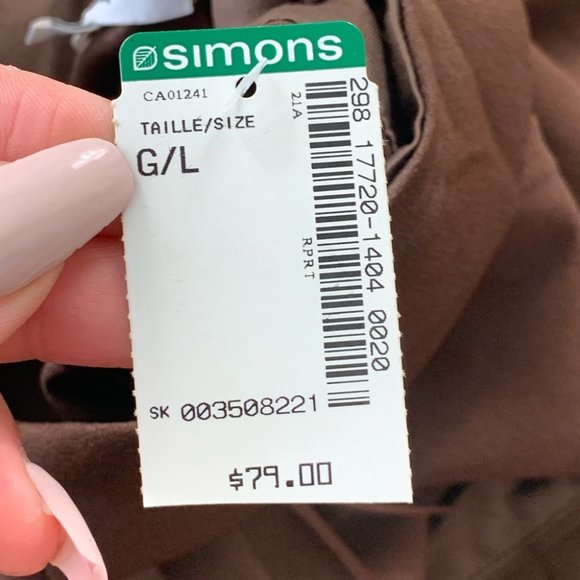 simons
CA01241
TAILLE/SIZE
G/L
21A
RPRT
298 17720-1404 0020
SK 003508221
$79.00